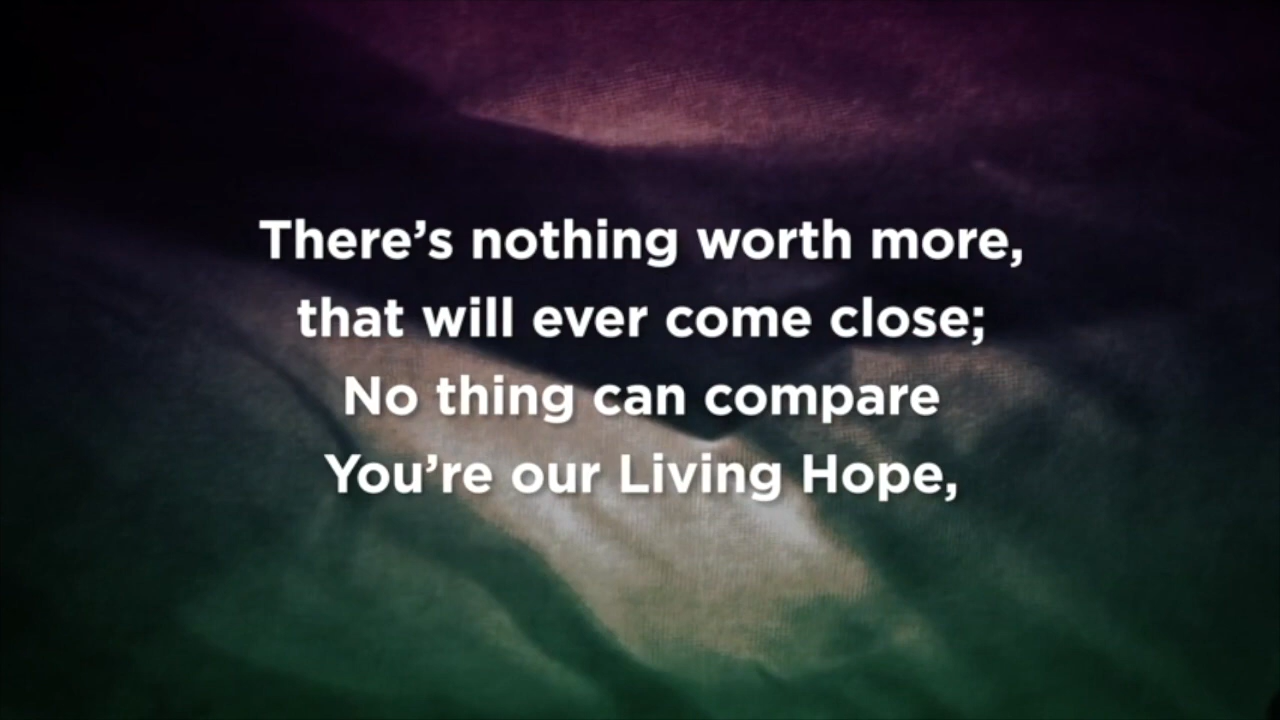 There’s nothing worth more,
that will ever come close;
No thing can compare
You’re our Living Hope,